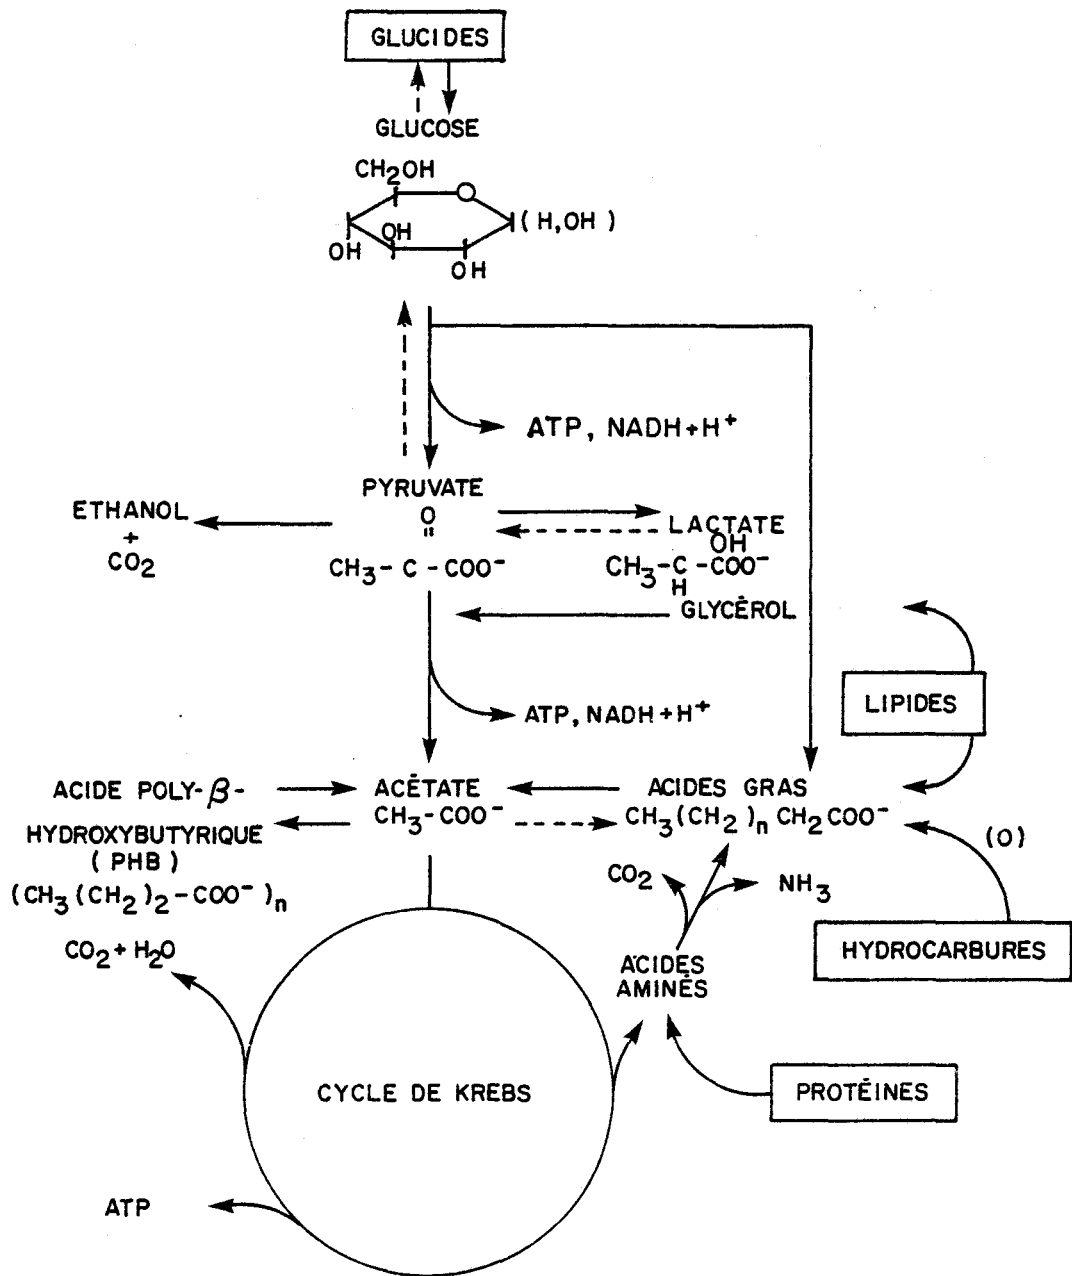 GLUCIDES
GLUCOSE
CH2OH
(H,OH)
OH
OH
OH
ATP, NADH+H+
PYRUVATE
O
CH3-C-COO-
ETHANOL
+
CO2
LACTATE
OH
CH3-C-COO-
H
GLYCÉROL
LIPIDES
ATP, NADH+H+
ACIDE POLY-β-
HYDROXYBUTYRIQUE
(PHB)
(CH3(CH2)2-COO-)n
ACÉTATE
CH3-COO-
ACIDES GRAS
CH3(CH2)n CH2COO-
(O)
CO2
NH3
HYDROCARBURES
CO2+H2O
ACIDES
AMINÉS
CYCLE DE KREBS
PROTÉINES
ATP